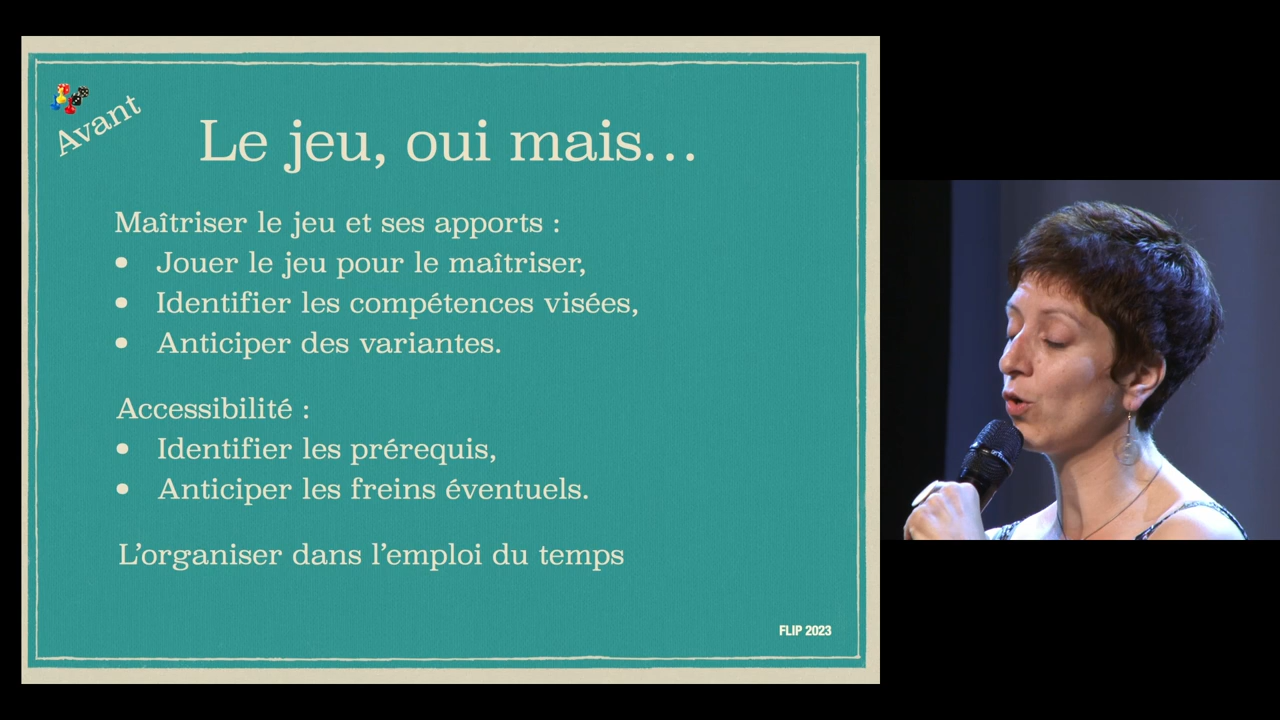 Avant
Le jeu, oui mais...
Maîtriser le jeu et ses apports :
• Jouer le jeu pour le maîtriser,
• Identifier les compétences visées,
• Anticiper des variantes.
Accessibilité :
• Identifier les prérequis,
• Anticiper les freins éventuels.
L’organiser dans l’emploi du temps
FLIP 2023